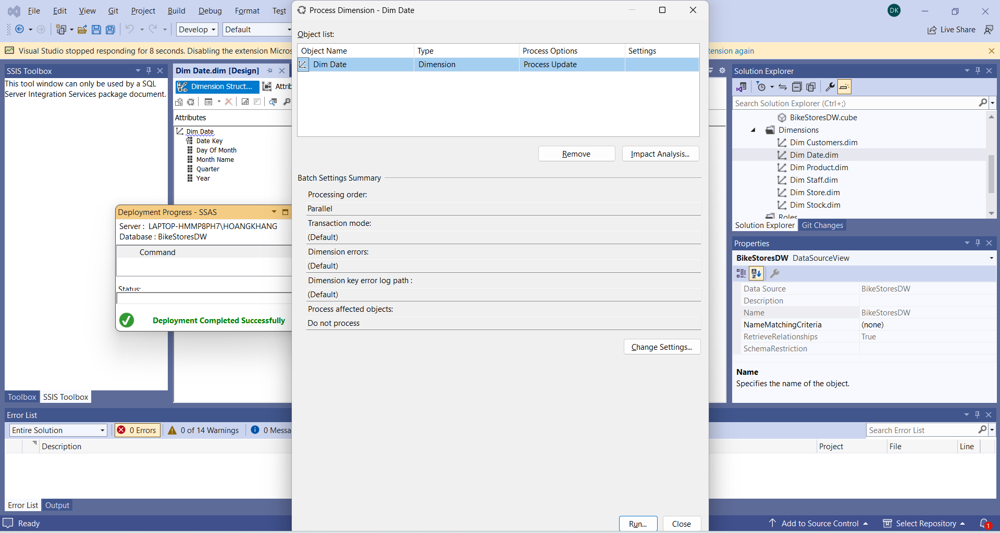 File Edit View Git Project Build Debug Format Test
DK
Develop Default
Live Share
Visual Studio stopped responding for 8 seconds. Disabling the extension
again
Process Dimension - Dim Date
Object list:
Object Name Type Process Options Settings
Dim Date Dimension Process Update
Remove Impact Analysis...
Batch Settings Summary
Processing order:
Parallel
Transaction mode:
(Default)
Dimension errors:
(Default)
Dimension key error log path :
(Default)
Process affected objects:
Do not process
Change Settings...
Run... Close
SSIS Toolbox
This tool window can only be used by a SQL
Server Integration Services package document.
Toolbox SSIS Toolbox
Dim Date.dim [Design]
Dimension Struct...
Attributes
Dim Date
Date Key
Day Of Month
Month Name
Quarter
Year
Deployment Progress - SSAS
Server : LAPTOP-HMMP8PH7\HOANGKHANG
Database : BikeStoresDW
Command
Status:
Deployment Completed Successfully
Solution Explorer
Search Solution Explorer (Ctrl+;)
BikeStoresDW.cube
Dimensions
Dim Customers.dim
Dim Date.dim
Dim Product.dim
Dim Staff.dim
Dim Store.dim
Dim Stock.dim
Roles
Solution Explorer Git Changes
Properties
BikeStoresDW DataSourceView
Data Source BikeStoresDW
Description
Name BikeStoresDW
NameMatchingCriteria (none)
RetrieveRelationships True
SchemaRestriction
Name
Specifies the name of the object.
Error List
Entire Solution 0 Errors 0 of 14 Warnings 0
Search Error List
Description Project File Line
Error List Output
Ready
Add to Source Control Select Repository 1